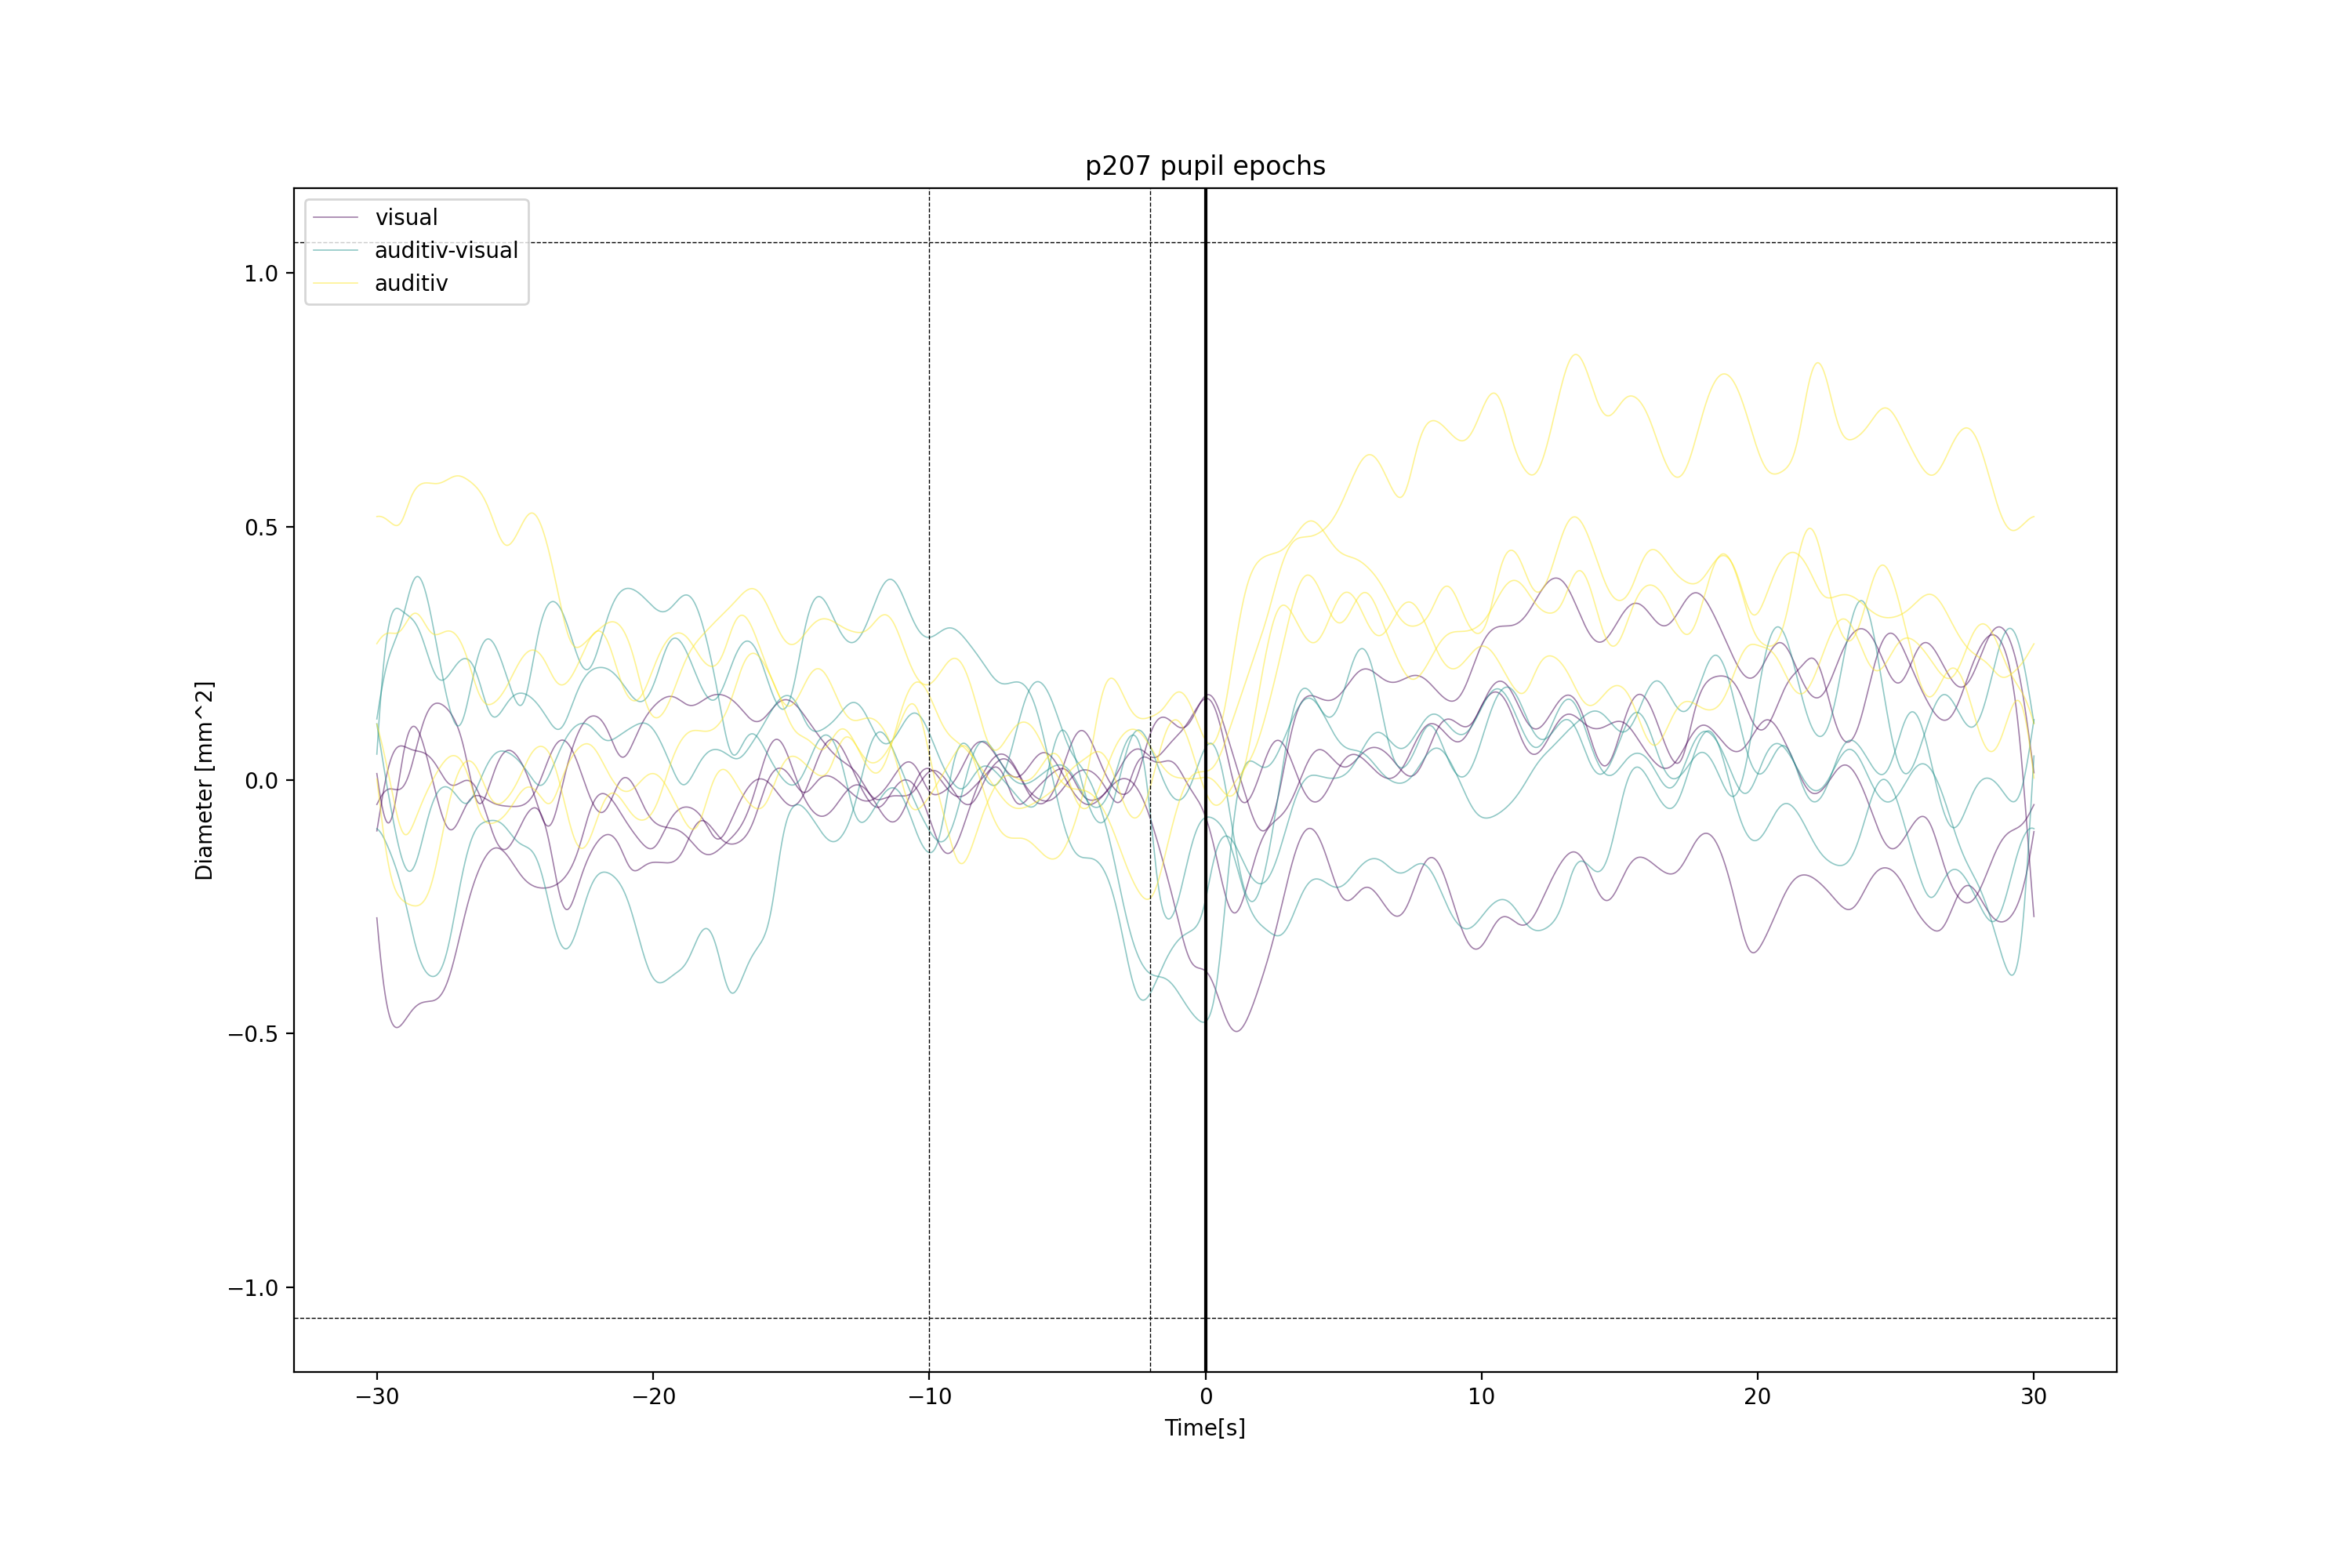 p207 pupil epochs
visual
auditiv-visual
auditiv
1.0
0.5
0.0
−0.5
−1.0
Diameter [mm^2]
−30
−20
−10
0
10
20
30
Time[s]